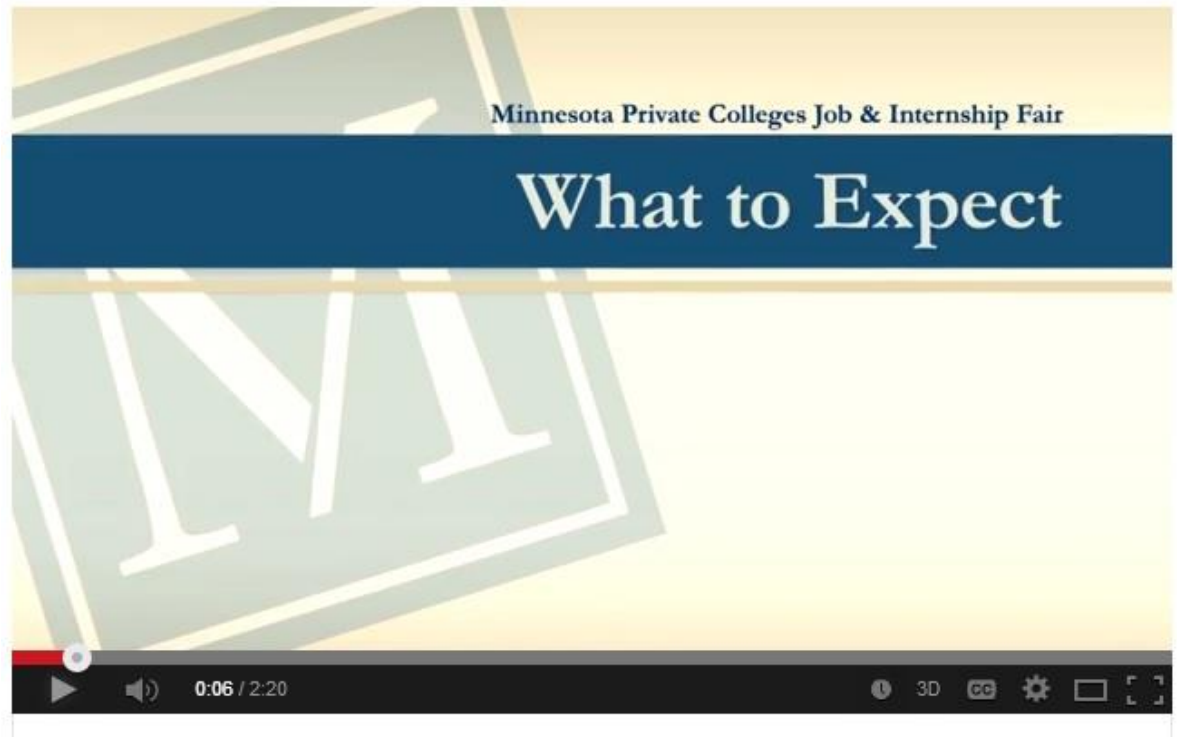 Minnesota Private Colleges Job & Internship Fair
What to Expect
M
0:06 / 2:20
3D
CC